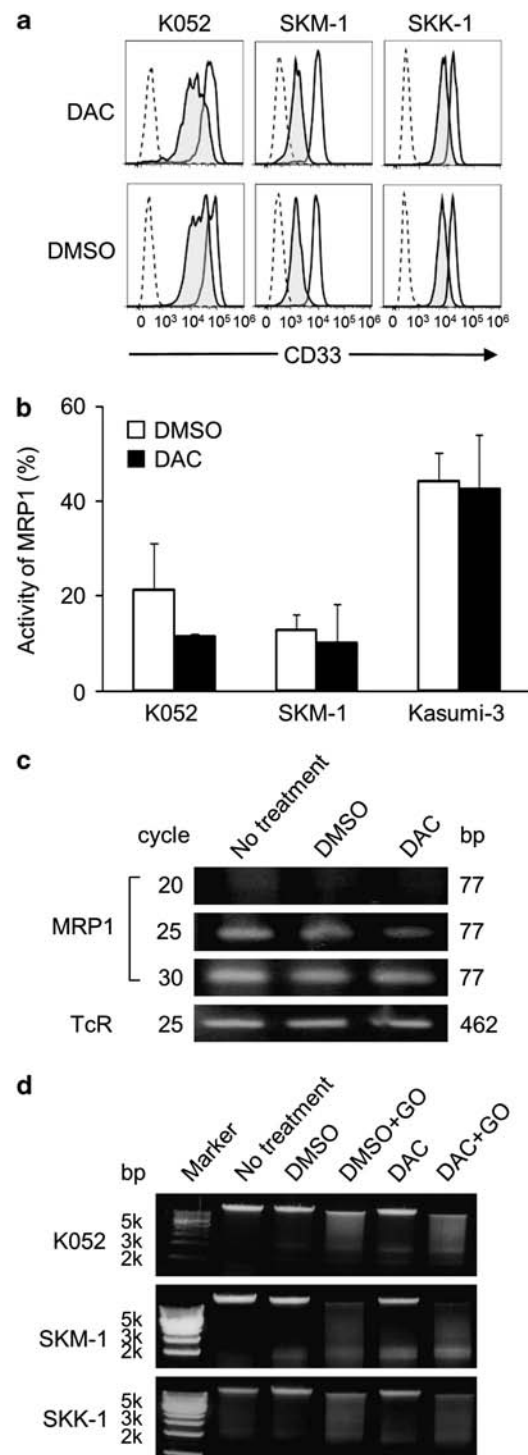 a
K052 SKM-1 SKK-1
DAC
DMSO
0 10³ 10⁴ 10⁵ 10⁶ 0 10³ 10⁴ 10⁵ 10⁶ 0 10³ 10⁴ 10⁵ 10⁶
CD33
b
Activity of MRP1 (%)
60
40
20
0
DMSO
DAC
K052 SKM-1 Kasumi-3
c
cycle No treatment DMSO DAC bp
MRP1
20 77
25 77
30 77
TcR 25 462
d
bp Marker No treatment DMSO DMSO+GO DAC DAC+GO
K052
5k
3k
2k
SKM-1
5k
3k
2k
SKK-1
5k
3k
2k